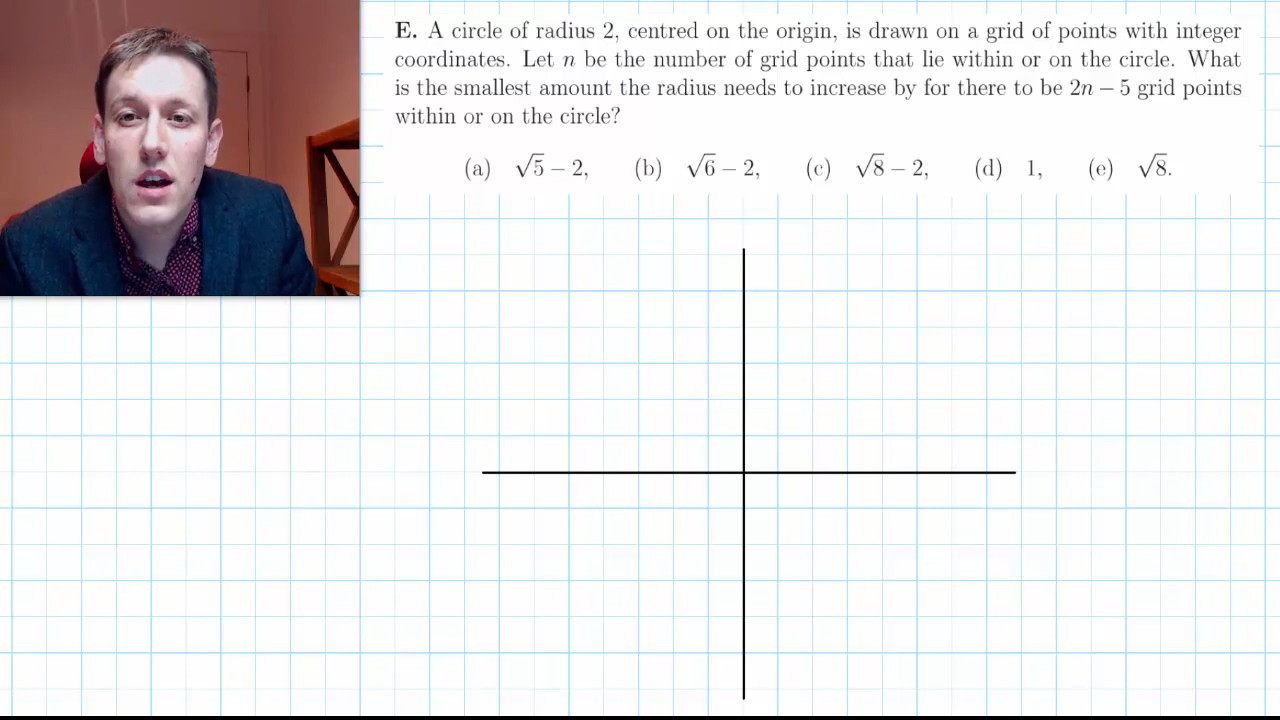 E. A circle of radius 2, centred on the origin, is drawn on a grid of points with integer
coordinates. Let n be the number of grid points that lie within or on the circle. What
is the smallest amount the radius needs to increase by for there to be 2n − 5 grid points
within or on the circle?
(a) √5 − 2, (b) √6 − 2, (c) √8 − 2, (d) 1, (e) √8.